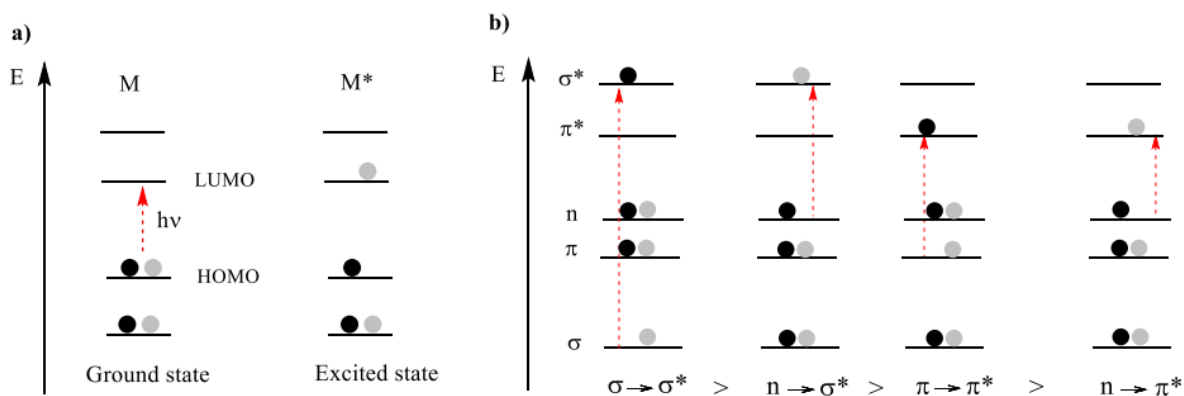 a)
E
M
M*
LUMO
hν
HOMO
Ground state
Excited state
b)
E
σ*
π*
n
π
σ
σ → σ* > n → σ* > π → π* > n → π*